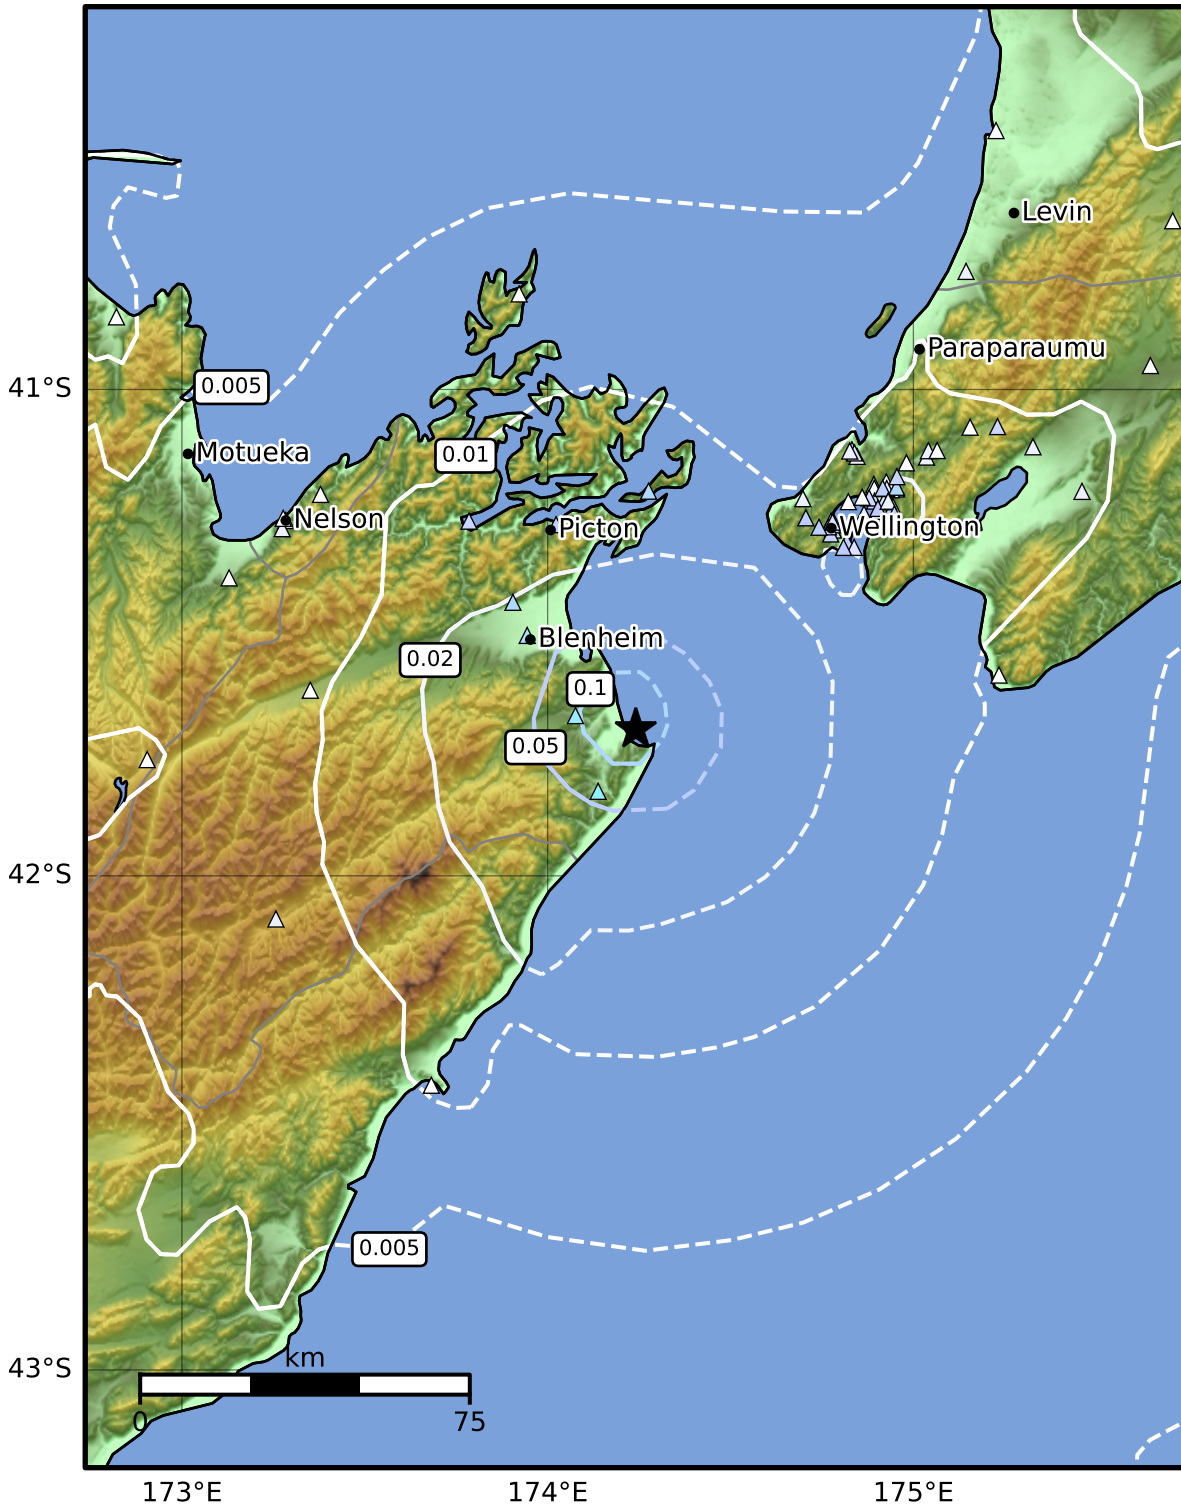 Levin
Paraparaumu
41°S
0.005
Motueka
0.01
Nelson
Picton
Wellington
Blenheim
0.02
0.1
0.05
42°S
0.005
43°S
km
0
75
173°E
174°E
175°E